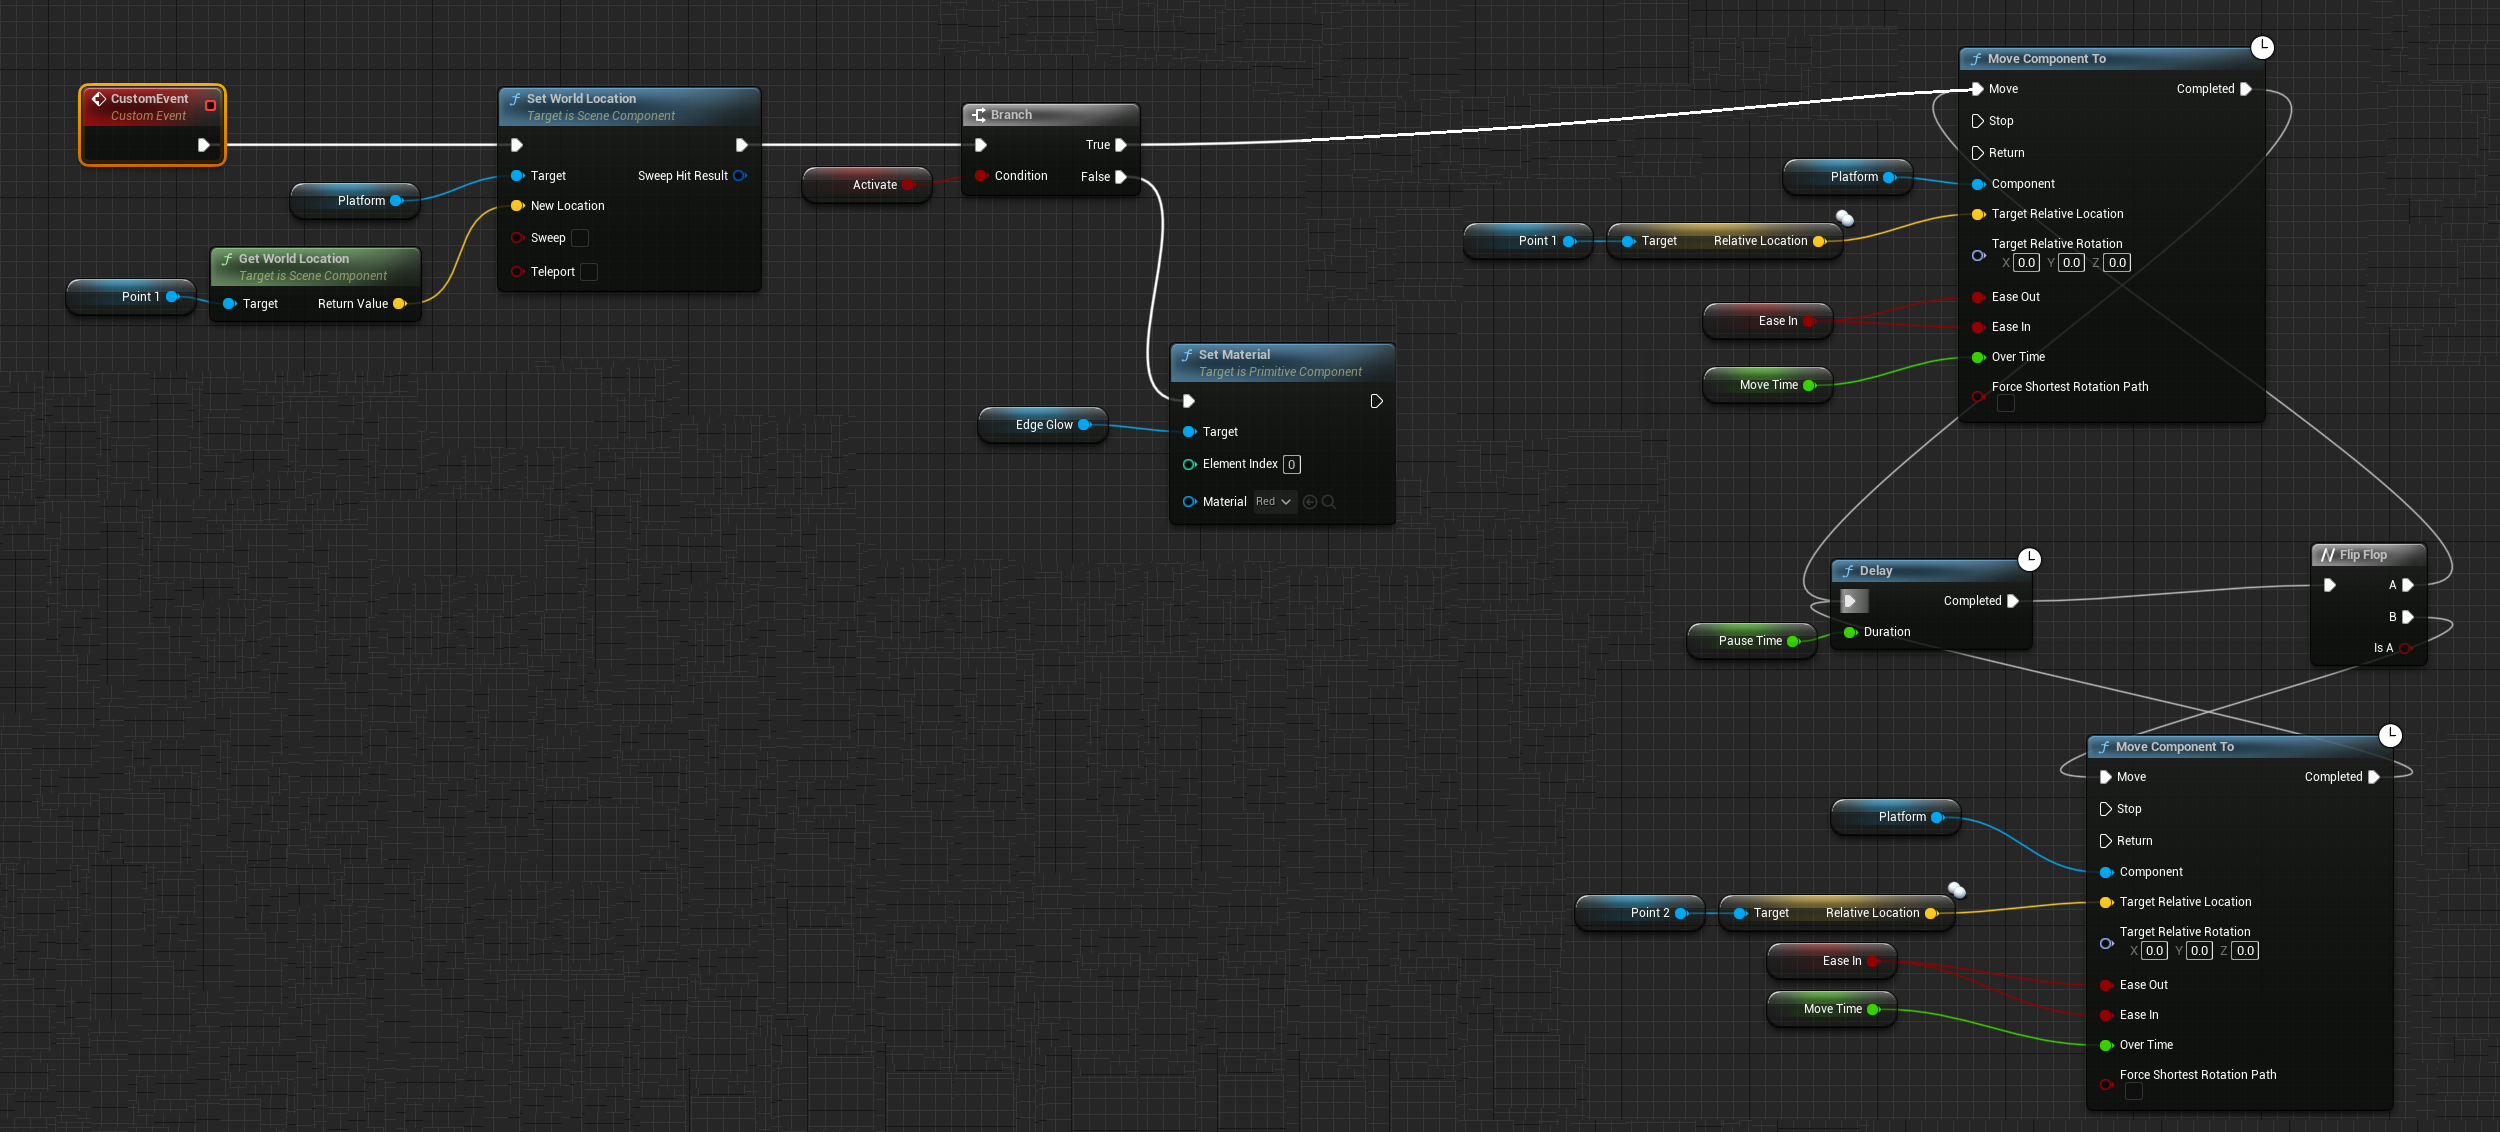 CustomEvent
Custom Event
Platform
Point 1
Get World Location
Target is Scene Component
Target
Return Value
Set World Location
Target is Scene Component
Target
Sweep Hit Result
New Location
Sweep
Teleport
Branch
True
Condition
False
Activate
Edge Glow
Set Material
Target is Primitive Component
Target
Element Index 0
Material Red
Move Component To
Move
Completed
Stop
Return
Component
Target Relative Location
Target Relative Rotation
X 0.0 Y 0.0 Z 0.0
Ease Out
Ease In
Over Time
Force Shortest Rotation Path
Platform
Point 1
Target
Relative Location
Ease In
Move Time
Delay
Completed
Duration
Pause Time
Flip Flop
A
B
Is A
Move Component To
Move
Completed
Stop
Return
Component
Target Relative Location
Target Relative Rotation
X 0.0 Y 0.0 Z 0.0
Ease Out
Ease In
Over Time
Force Shortest Rotation Path
Platform
Point 2
Target
Relative Location
Ease In
Move Time